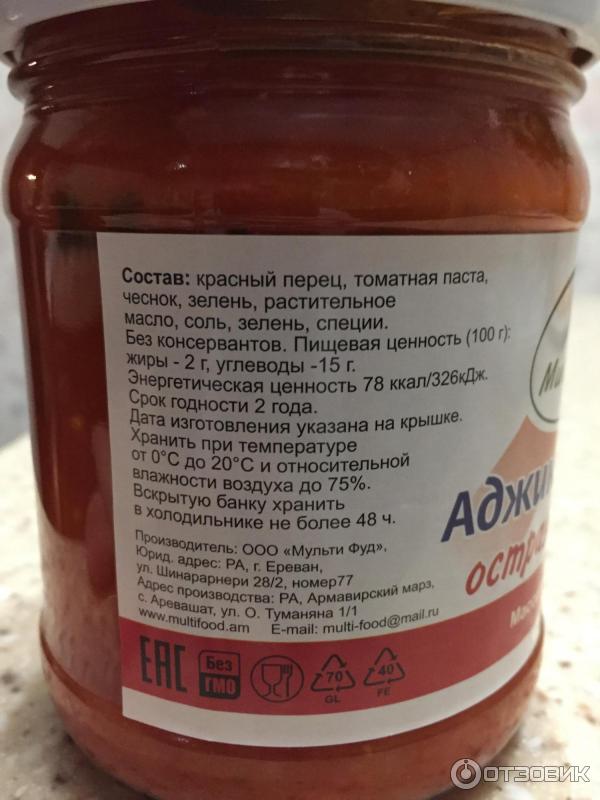 Состав: красный перец, томатная паста,
чеснок, зелень, растительное
масло, соль, зелень, специи.
Без консервантов. Пищевая ценность (100 г):
жиры - 2 г, углеводы -15 г.
Энергетическая ценность 78 ккал/326кДж.
Срок годности 2 года.
Дата изготовления указана на крышке.
Хранить при температуре
от 0°С до 20°С и относительной
влажности воздуха до 75%.
Вскрытую банку хранить
в холодильнике не более 48 ч.
Производитель: ООО «Мульти Фуд»,
Юрид. адрес: РА, г. Ереван,
ул. Шинарарнери 28/2, номер77
Адрес производства: РА, Армавирский марз,
с. Аревашат, ул. О. Туманяна 1/1
www.multifood.am E-mail: multi-food@mail.ru
ЕАС
Без
ГМО
70
GL
40
FE
Аджи
остра
ОТЗОВИК